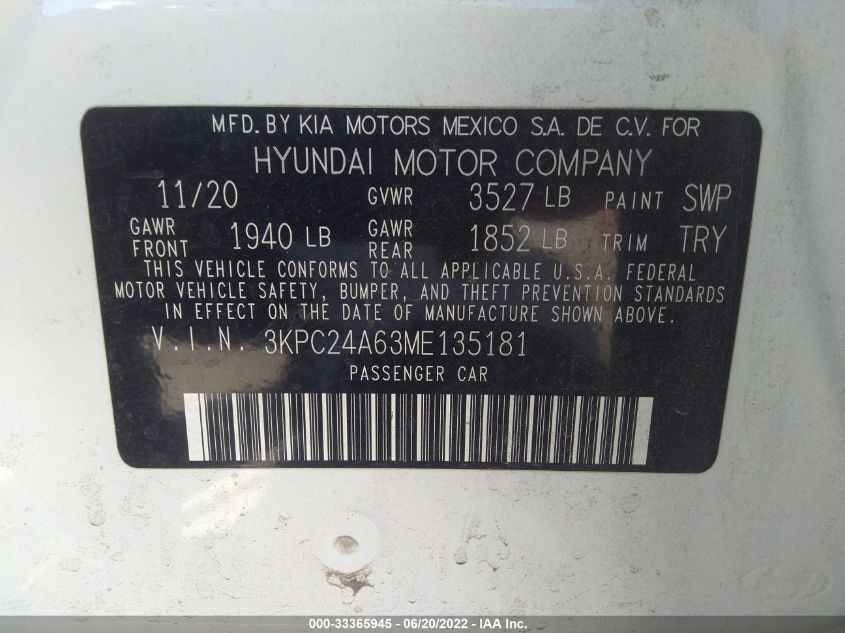 MFD. BY KIA MOTORS MEXICO S.A. DE C.V. FOR
HYUNDAI MOTOR COMPANY
11/20 GVWR 3527 LB PAINT SWP
GAWR FRONT 1940 LB GAWR REAR 1852 LB TRIM TRY
THIS VEHICLE CONFORMS TO ALL APPLICABLE U.S.A. FEDERAL
MOTOR VEHICLE SAFETY, BUMPER, AND THEFT PREVENTION STANDARDS
IN EFFECT ON THE DATE OF MANUFACTURE SHOWN ABOVE.
V.I.N. 3KPC24A63ME135181
PASSENGER CAR
000-33365945 - 06/20/2022 - IAA Inc.